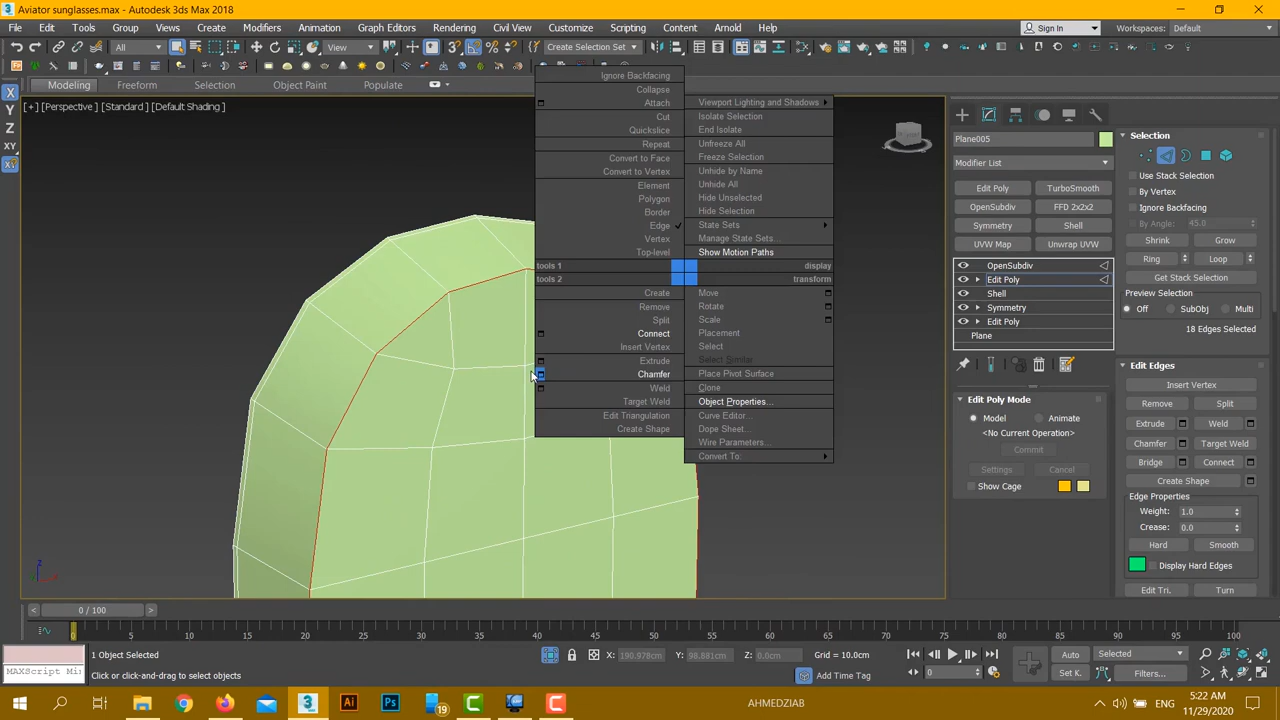 Aviator sunglasses.max - Autodesk 3ds Max 2018
File Edit Tools Group Views Create Modifiers Animation Graph Editors Rendering Civil View Customize Scripting Content Arnold Help
Sign In Workspaces: Default
All View Create Selection Set
Modeling Freeform Selection Object Paint Populate
[+] [Perspective] [Standard] [Default Shading]
X
Y
Z
XY
Ignore Backfacing
Collapse
Attach
Cut
Quickslice
Repeat
Convert to Face
Convert to Vertex
Element
Polygon
Border
Edge
Vertex
Top-level
tools 1
tools 2
Create
Remove
Split
Connect
Insert Vertex
Extrude
Chamfer
Weld
Target Weld
Edit Triangulation
Create Shape
Viewport Lighting and Shadows
Isolate Selection
End Isolate
Unfreeze All
Freeze Selection
Unhide by Name
Unhide All
Hide Unselected
Hide Selection
State Sets
Manage State Sets...
Show Motion Paths
display
transform
Move
Rotate
Scale
Placement
Select
Select Similar
Place Pivot Surface
Clone
Object Properties...
Curve Editor...
Dope Sheet...
Wire Parameters...
Convert To:
Plane005
Modifier List
Edit Poly TurboSmooth
OpenSubdiv FFD 2x2x2
Symmetry Shell
UVW Map Unwrap UVW
OpenSubdiv
Edit Poly
Shell
Symmetry
Edit Poly
Plane
Edit Poly Mode
Model Animate
<No Current Operation>
Commit
Settings Cancel
Show Cage
Selection
Use Stack Selection
By Vertex
Ignore Backfacing
By Angle: 45.0
Shrink Grow
Ring Loop
Get Stack Selection
Preview Selection
Off SubObj Multi
18 Edges Selected
Edit Edges
Insert Vertex
Remove Split
Extrude Weld
Chamfer Target Weld
Bridge Connect
Create Shape
Edge Properties
Weight: 1.0
Crease: 0.0
Hard Smooth
Display Hard Edges
Edit Tri. Turn
< 0 / 100 >
0 5 10 15 20 25 30 35 40 45 50 55 60 65 70 75 80 85 90 95 100
1 Object Selected
MAXScript Mi
Click or click-and-drag to select objects
X: 190.978cm Y: 98.881cm Z: 0.0cm Grid = 10.0cm
Add Time Tag
0
Auto Selected
Set K. Filters...
19
AHMEDZIAB
ENG
5:22 AM
11/29/2020